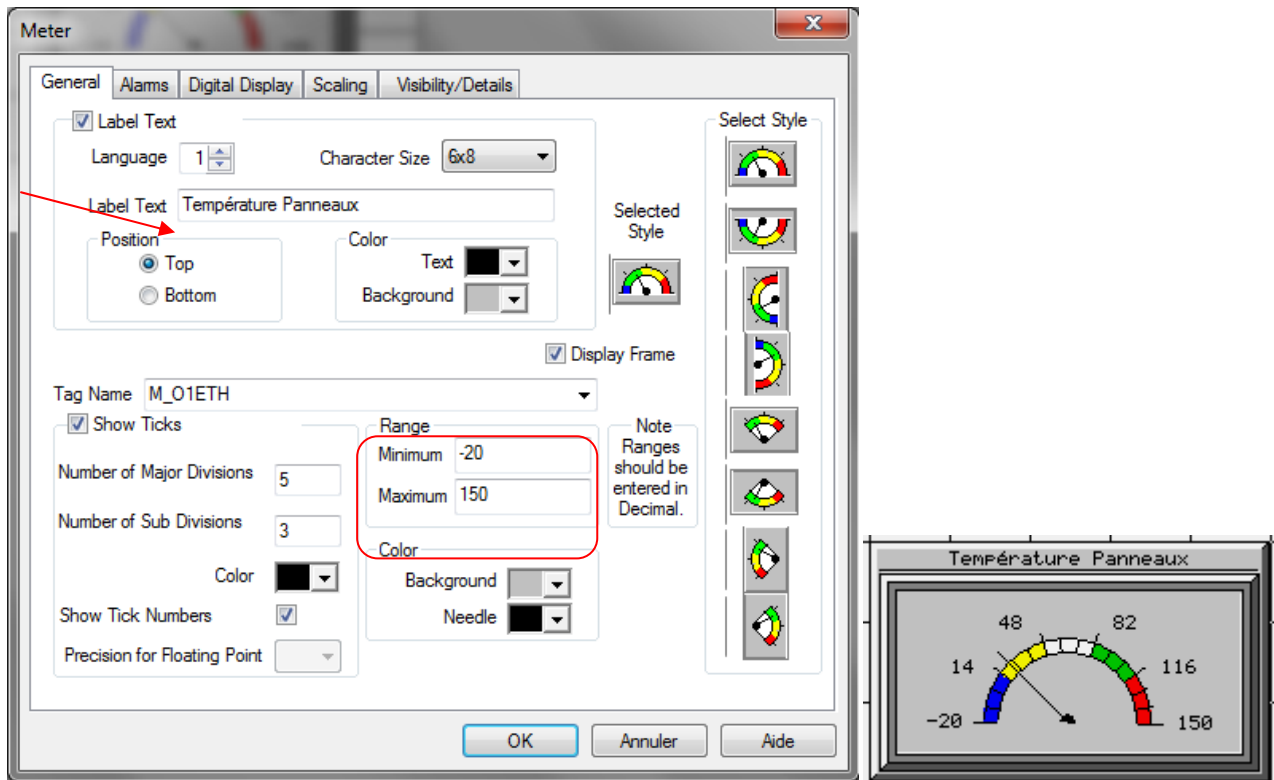 Meter
X
General Alarms Digital Display Scaling Visibility/Details
Label Text
Language 1
Character Size 6x8
Label Text Température Panneaux
Position
Top
Bottom
Color
Text
Background
Selected
Style
Select Style
Display Frame
Tag Name M_O1ETH
Show Ticks
Number of Major Divisions 5
Number of Sub Divisions 3
Color
Show Tick Numbers
Precision for Floating Point
Range
Minimum -20
Maximum 150
Color
Background
Needle
Note
Ranges
should be
entered in
Decimal.
OK Annuler Aide
Température Panneaux
48 82
14 116
-20 150